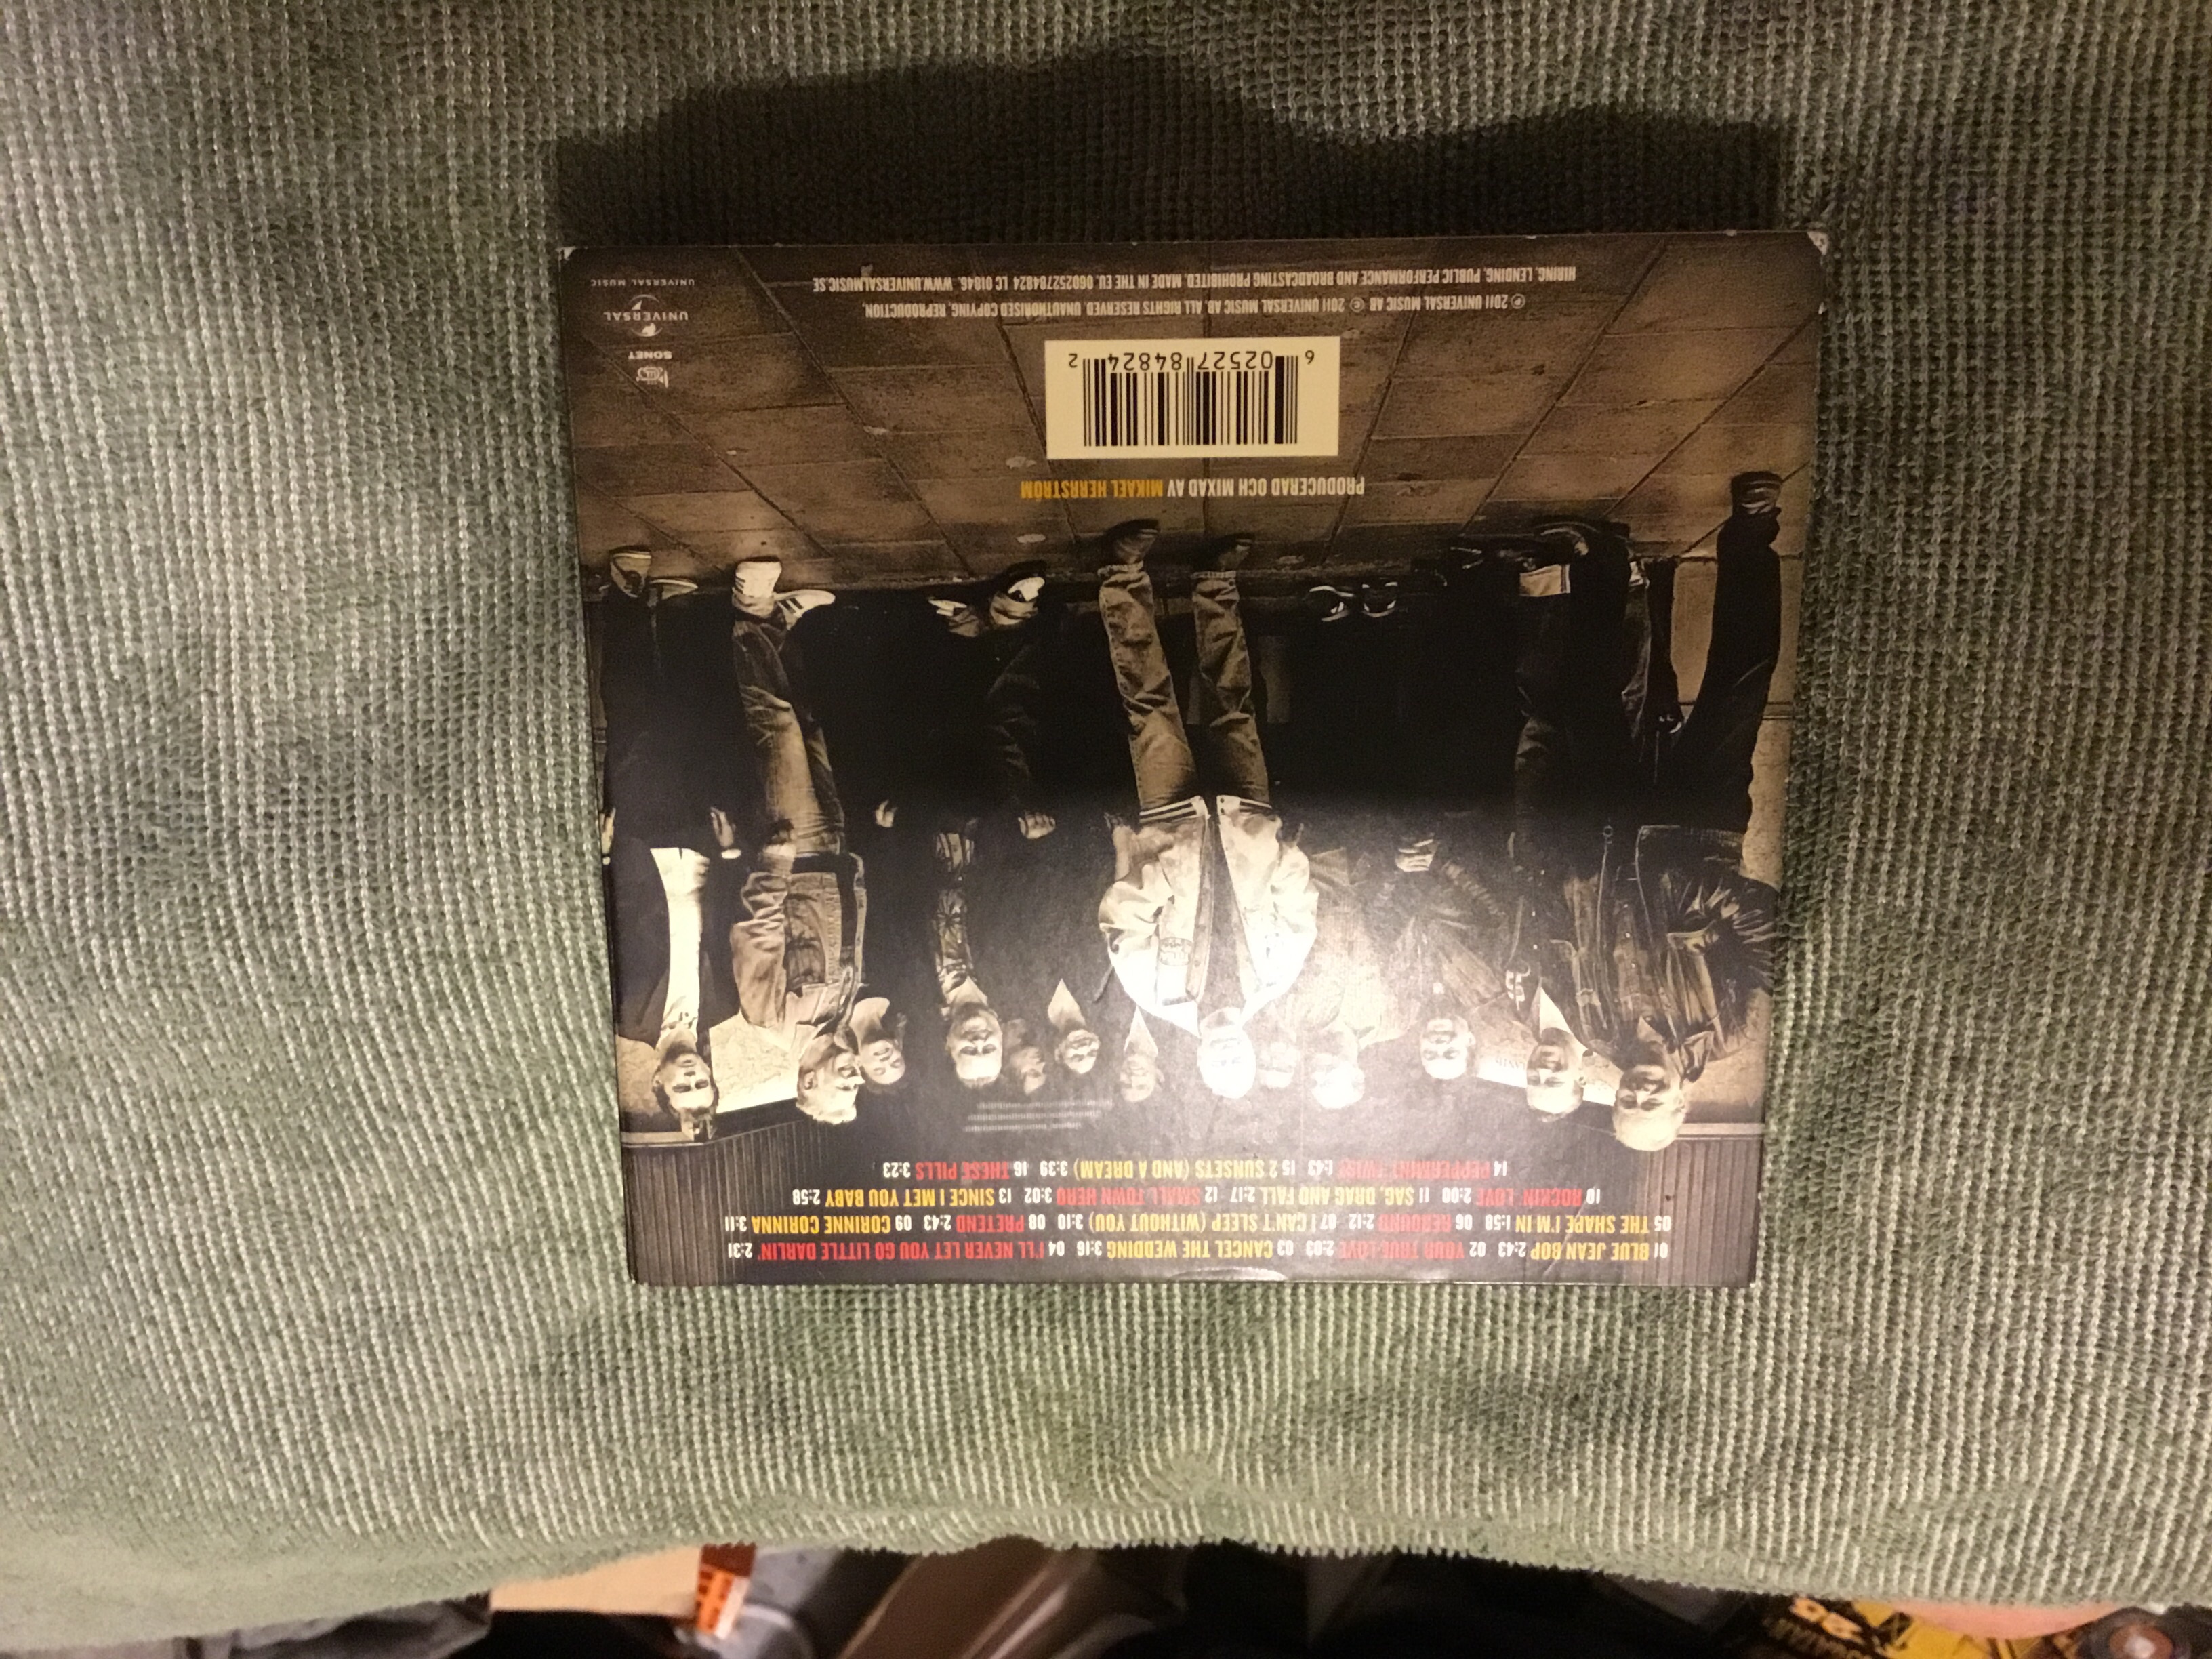 01 BLUE JEAN BOP 2:43 02 YOUR TRUE LOVE 2:03 03 CANCEL THE WEDDING 3:16 04 I'LL NEVER LET YOU GO LITTLE DARLIN' 2:31
05 THE SHAPE I'M IN 1:58 06 REBOUND 2:12 07 I CAN'T SLEEP (WITHOUT YOU) 3:10 08 PRETEND 2:43 09 CORINNE CORINNA 3:11
10 ROCKIN' LOVE 2:00 11 SAG, DRAG AND FALL 2:17 12 SMALL TOWN HERO 3:02 13 SINCE I MET YOU BABY 2:58
14 PEPPERMINT TWIST 1:43 15 2 SUNSETS (AND A DREAM) 3:39 16 THESE PILLS 3:23
PRODUCERAD OCH MIXAD AV MIKAEL HERRSTRÖM
6 02527 84824 2
SONET
UNIVERSAL
UNIVERSAL MUSIC
℗ 2011 UNIVERSAL MUSIC AB © 2011 UNIVERSAL MUSIC AB. ALL RIGHTS RESERVED. UNAUTHORISED COPYING, REPRODUCTION,
HIRING, LENDING, PUBLIC PERFORMANCE AND BROADCASTING PROHIBITED. MADE IN THE EU. 0602527848242 LC 01846. WWW.UNIVERSALMUSIC.SE